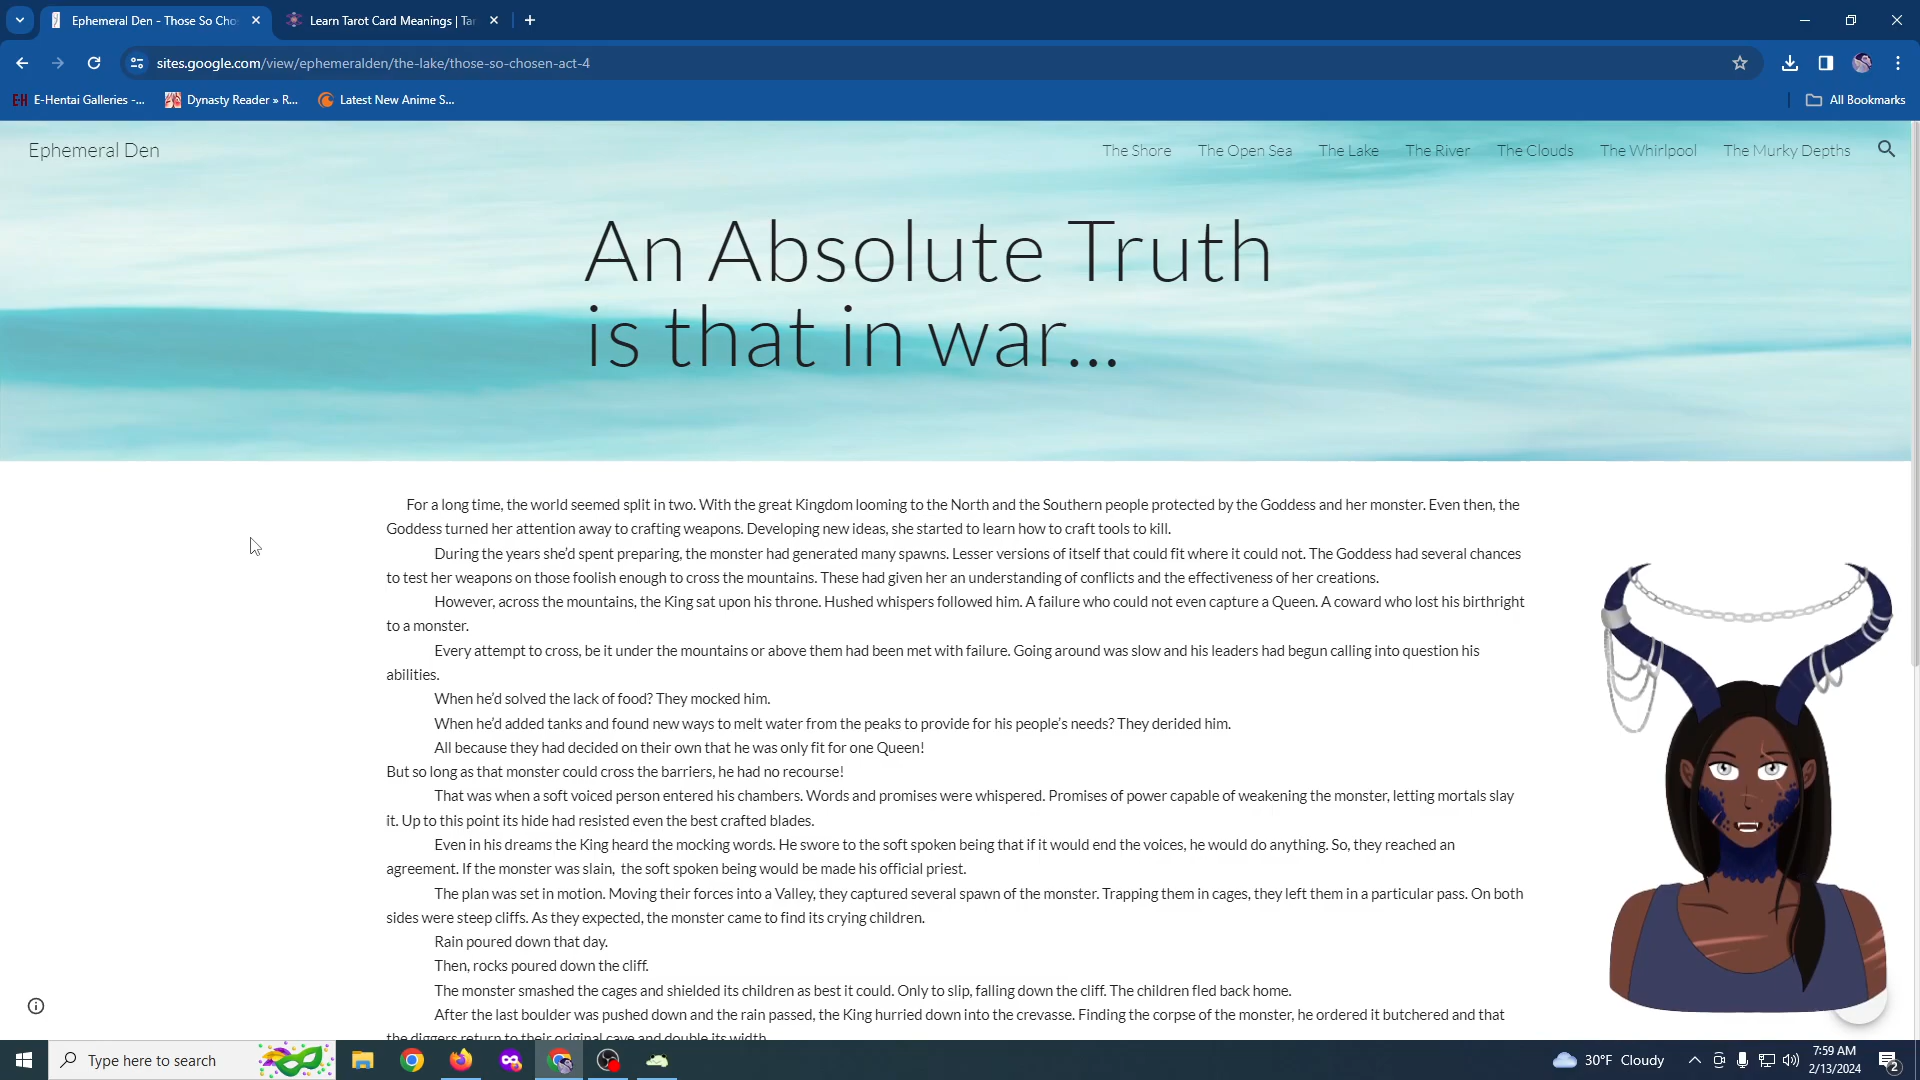 Ephemeral Den - Those So Cho
Learn Tarot Card Meanings | Ta
sites.google.com/view/ephemeralden/the-lake/those-so-chosen-act-4
E-H E-Hentai Galleries -...
Dynasty Reader » R...
Latest New Anime S...
All Bookmarks
Ephemeral Den
The Shore
The Open Sea
The Lake
The River
The Clouds
The Whirlpool
The Murky Depths
An Absolute Truth
is that in war...
For a long time, the world seemed split in two. With the great Kingdom looming to the North and the Southern people protected by the Goddess and her monster. Even then, the
Goddess turned her attention away to crafting weapons. Developing new ideas, she started to learn how to craft tools to kill.
During the years she’d spent preparing, the monster had generated many spawns. Lesser versions of itself that could fit where it could not. The Goddess had several chances
to test her weapons on those foolish enough to cross the mountains. These had given her an understanding of conflicts and the effectiveness of her creations.
However, across the mountains, the King sat upon his throne. Hushed whispers followed him. A failure who could not even capture a Queen. A coward who lost his birthright
to a monster.
Every attempt to cross, be it under the mountains or above them had been met with failure. Going around was slow and his leaders had begun calling into question his
abilities.
When he’d solved the lack of food? They mocked him.
When he’d added tanks and found new ways to melt water from the peaks to provide for his people’s needs? They derided him.
All because they had decided on their own that he was only fit for one Queen!
But so long as that monster could cross the barriers, he had no recourse!
That was when a soft voiced person entered his chambers. Words and promises were whispered. Promises of power capable of weakening the monster, letting mortals slay
it. Up to this point its hide had resisted even the best crafted blades.
Even in his dreams the King heard the mocking words. He swore to the soft spoken being that if it would end the voices, he would do anything. So, they reached an
agreement. If the monster was slain,  the soft spoken being would be made his official priest.
The plan was set in motion. Moving their forces into a Valley, they captured several spawn of the monster. Trapping them in cages, they left them in a particular pass. On both
sides were steep cliffs. As they expected, the monster came to find its crying children.
Rain poured down that day.
Then, rocks poured down the cliff.
The monster smashed the cages and shielded its children as best it could. Only to slip, falling down the cliff. The children fled back home.
After the last boulder was pushed down and the rain passed, the King hurried down into the crevasse. Finding the corpse of the monster, he ordered it butchered and that
the diggers return to their original cave and double its width.
Type here to search
30°F Cloudy
7:59 AM
2/13/2024
2